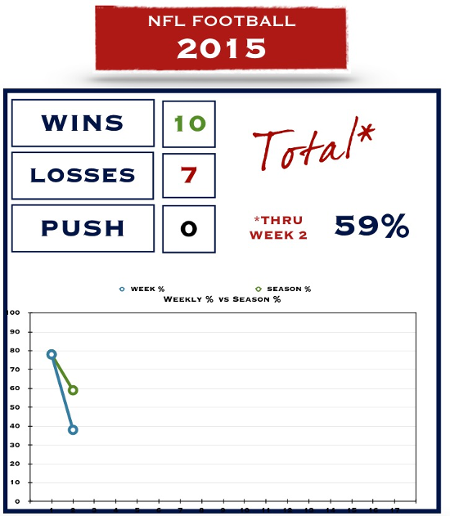 NFL FOOTBALL
2015
WINS 10
LOSSES 7
PUSH 0
Total*
*THRU
WEEK 2
59%
WEEK % SEASON %
WEEKLY % VS SEASON %
100
90
80
70
60
50
40
30
20
10
0